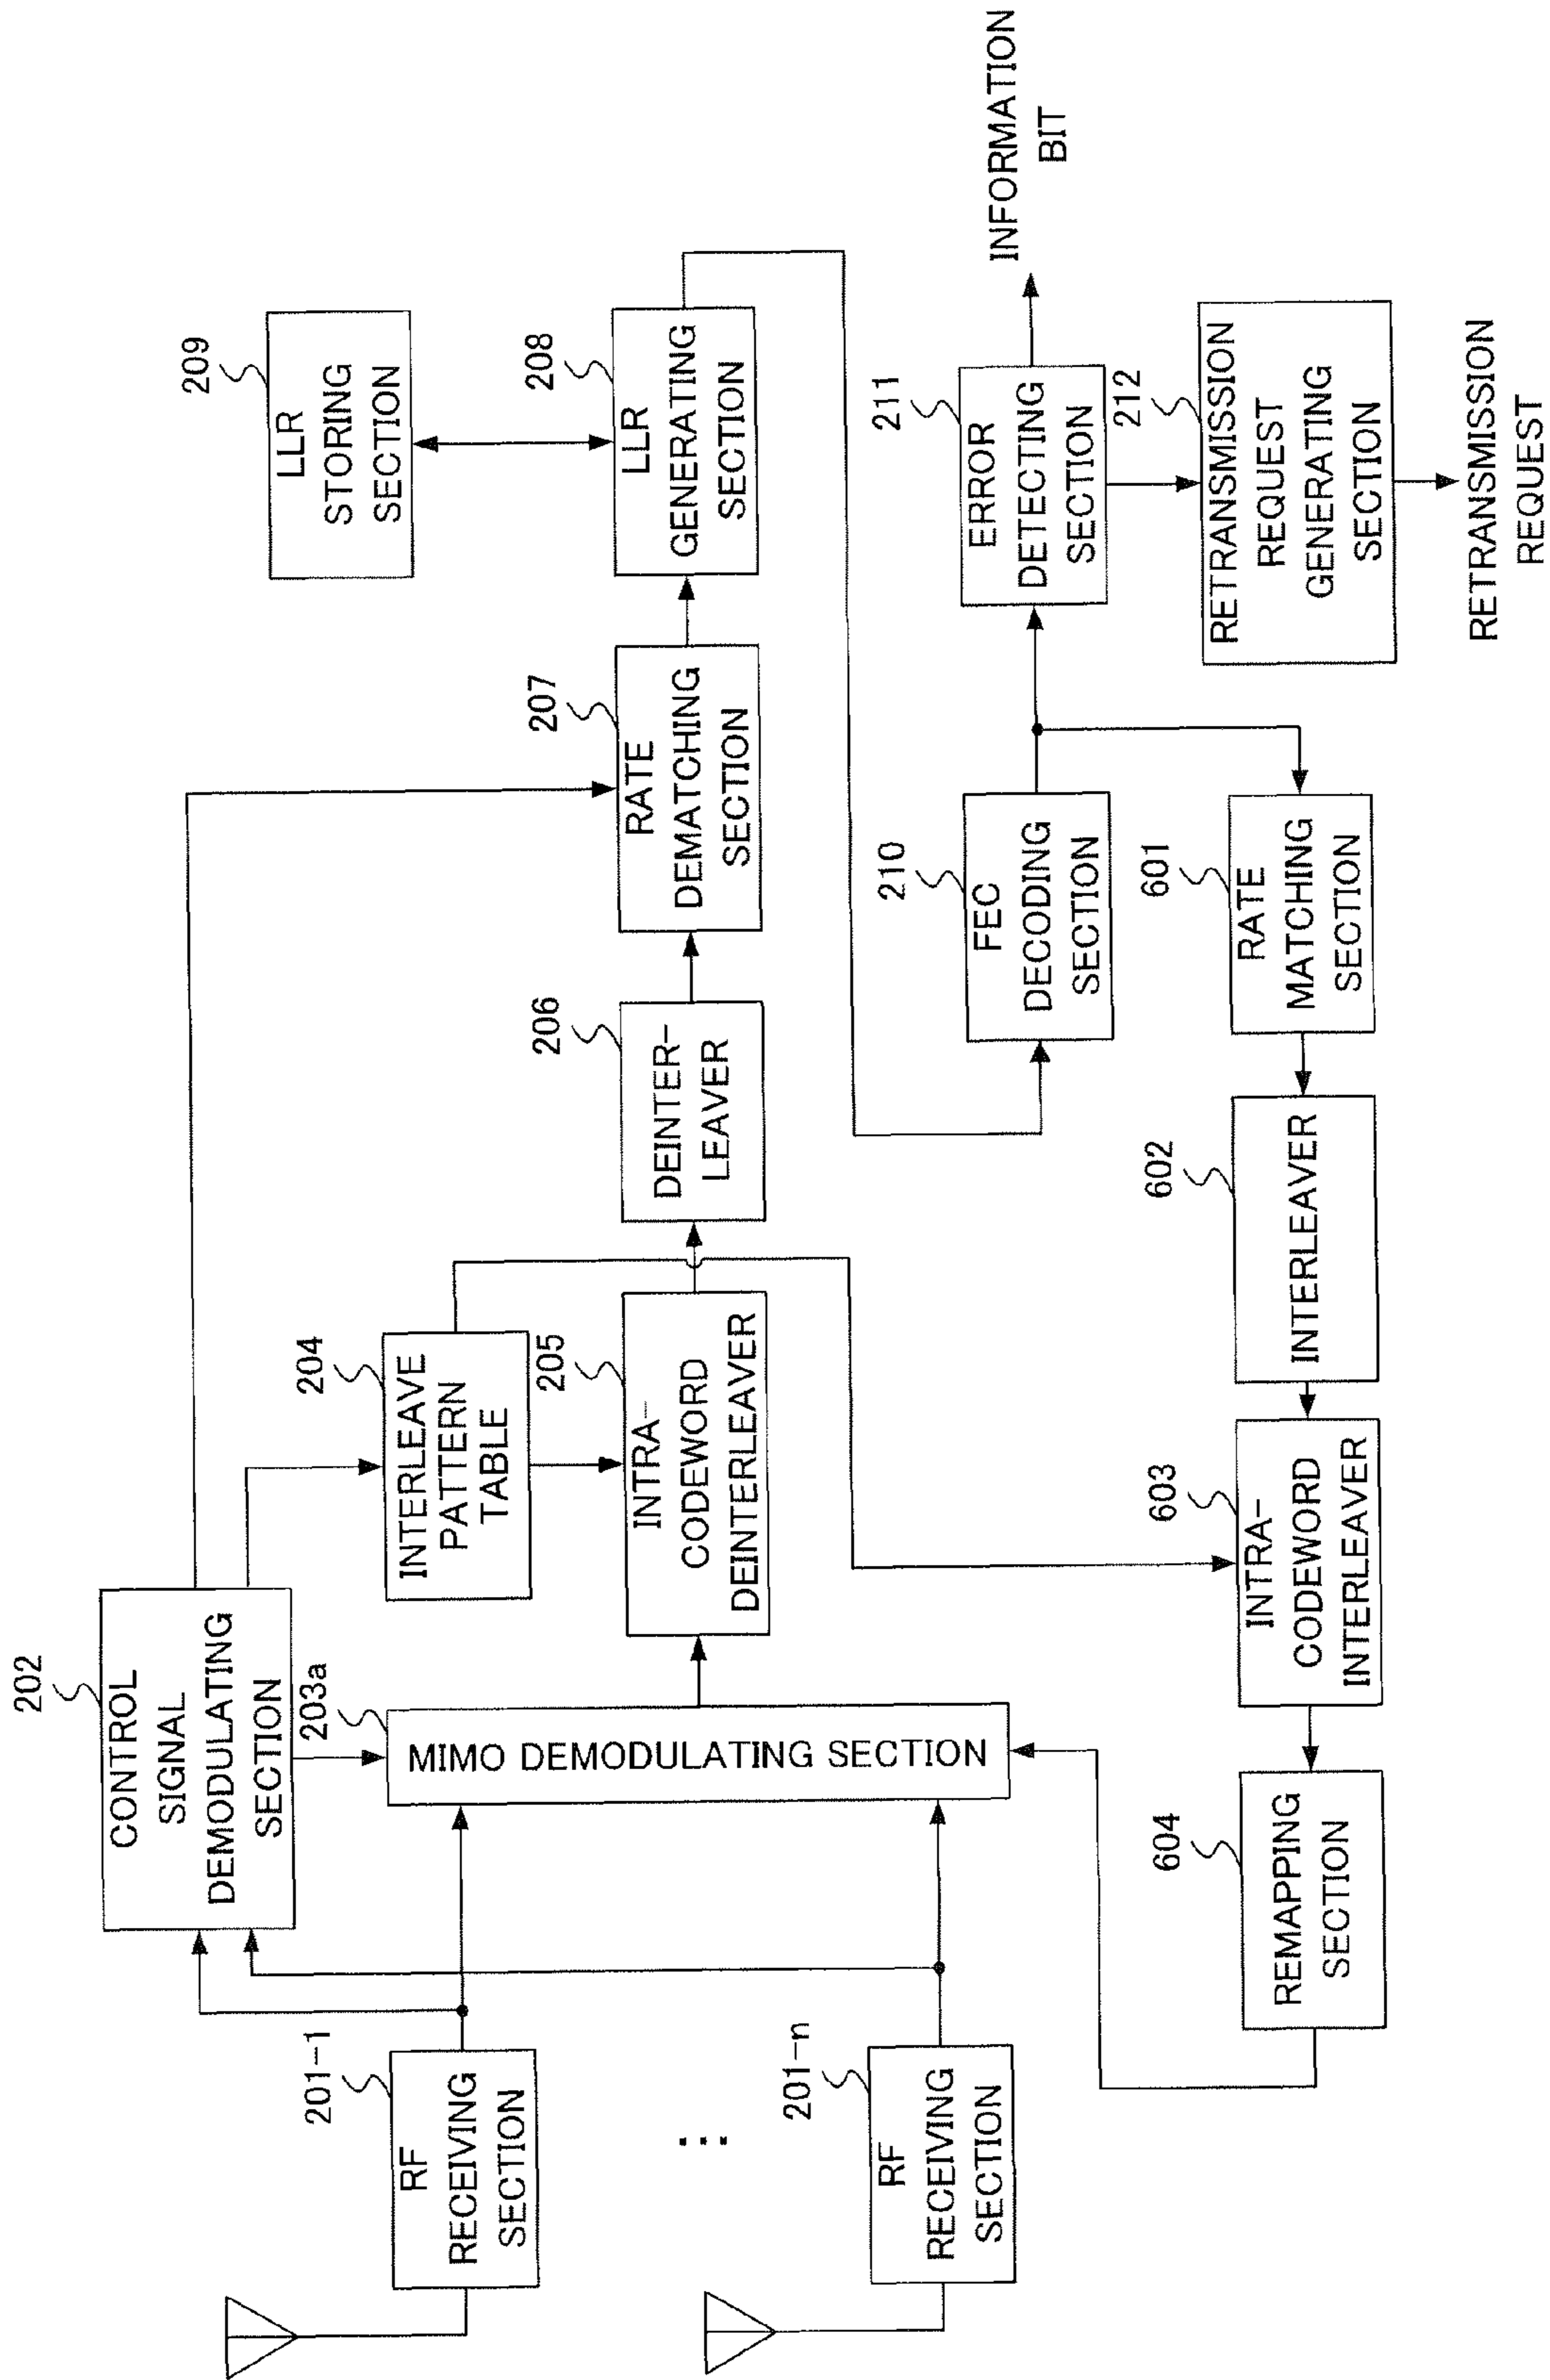 202
CONTROL
SIGNAL
DEMODULATING
SECTION
201-1
RF
RECEIVING
SECTION
...
201-n
RF
RECEIVING
SECTION
203a
MIMO DEMODULATING SECTION
204
INTERLEAVE
PATTERN
TABLE
205
INTRA-
CODEWORD
DEINTERLEAVER
206
DEINTER-
LEAVER
207
RATE
DEMATCHING
SECTION
208
LLR
GENERATING
SECTION
209
LLR
STORING
SECTION
210
FEC
DECODING
SECTION
211
ERROR
DETECTING
SECTION
INFORMATION
BIT
212
RETRANSMISSION
REQUEST
GENERATING
SECTION
RETRANSMISSION
REQUEST
601
RATE
MATCHING
SECTION
602
INTERLEAVER
603
INTRA-
CODEWORD
INTERLEAVER
604
REMAPPING
SECTION